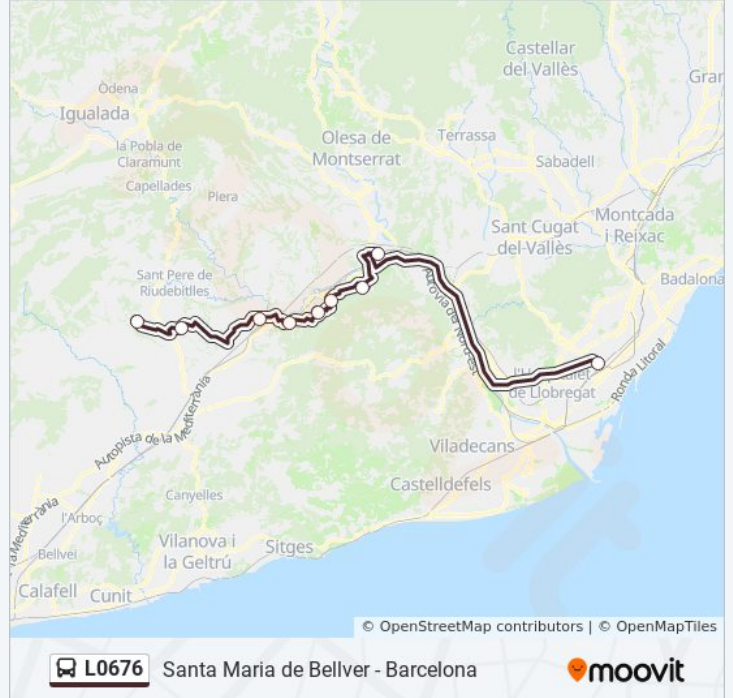 Castellar
del Vallès
Gran
Òdena
Igualada
Olesa de
Montserrat
Terrassa
la Pobla de
Claramunt
Sabadell
Capellades
Piera
Sant Cugat
del Vallès
Montcada
i Reixac
Sant Pere de
Riudebitlles
Badalona
Autovia del Nord-est
l'Hospitalet
de Llobregat
Ronda Litoral
Autopista de la Mediterrània
Viladecans
Castelldefels
Canyelles
la Mediterrània
l'Arboç
Vilanova i
la Geltrú
Sitges
Bellvei
Calafell
Cunit
© OpenStreetMap contributors | © OpenMapTiles
L0676 Santa Maria de Bellver - Barcelona
moovit